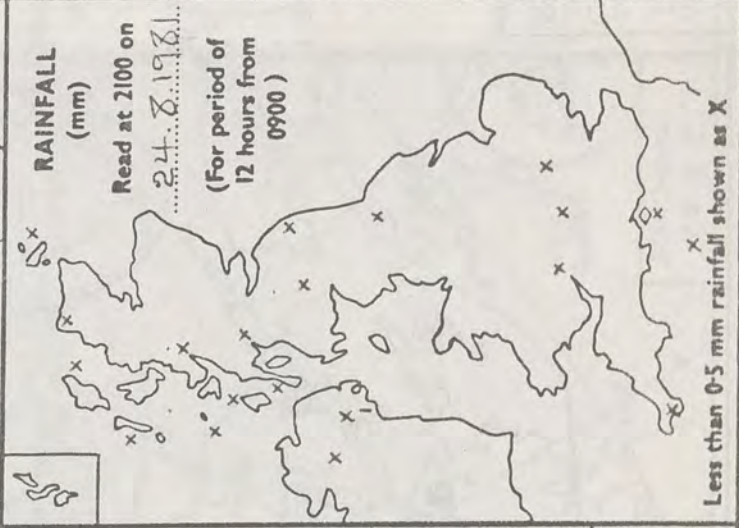 RAINFALL
(mm)
Read at 2100 on
24.8.1981
(For period of
12 hours from
0900 )
Less than 0·5 mm rainfall shown as X